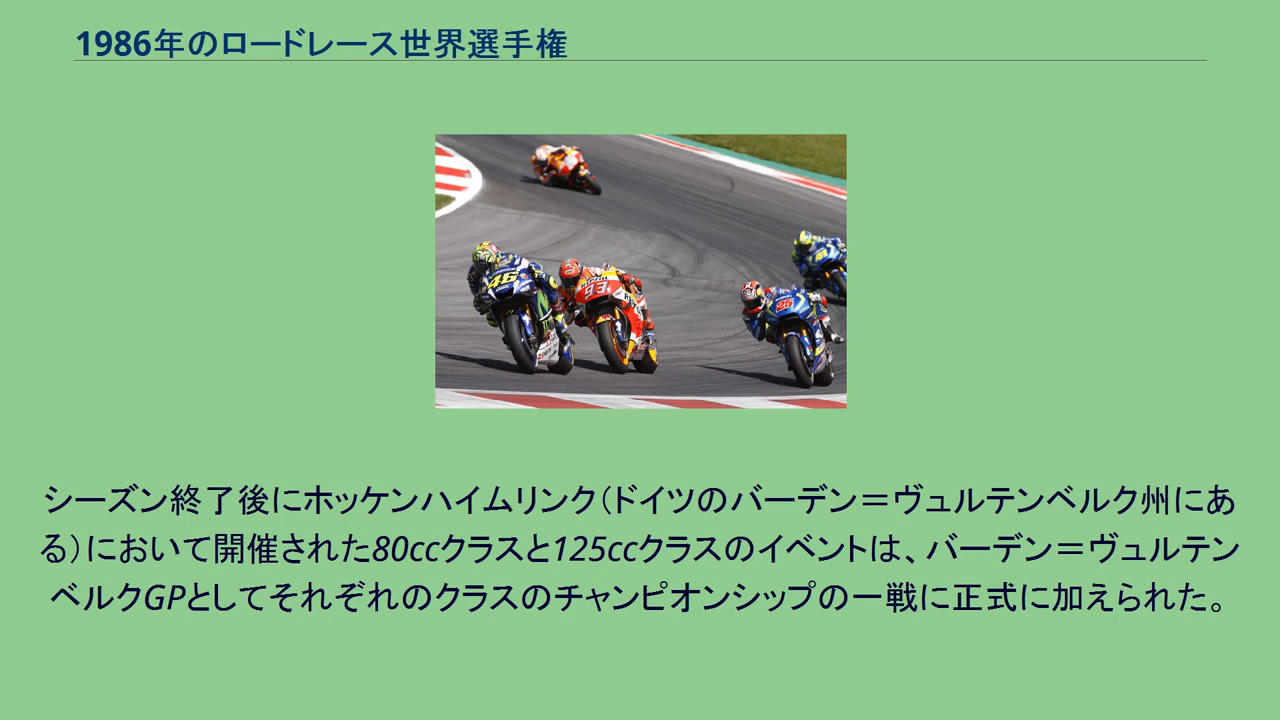 1986年のロードレース世界選手権
46
93
25
シーズン終了後にホッケンハイムリンク（ドイツのバーデン＝ヴュルテンベルク州にあ
る）において開催された80ccクラスと125ccクラスのイベントは、バーデン＝ヴュルテン
ベルクGPとしてそれぞれのクラスのチャンピオンシップの一戦に正式に加えられた。